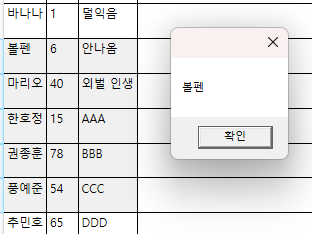 바나나 1 덜익음
볼펜 6 안나옴
마리오 40 외벌 인생
한호정 15 AAA
권종훈 78 BBB
풍예준 54 CCC
추민호 65 DDD
볼펜
확인